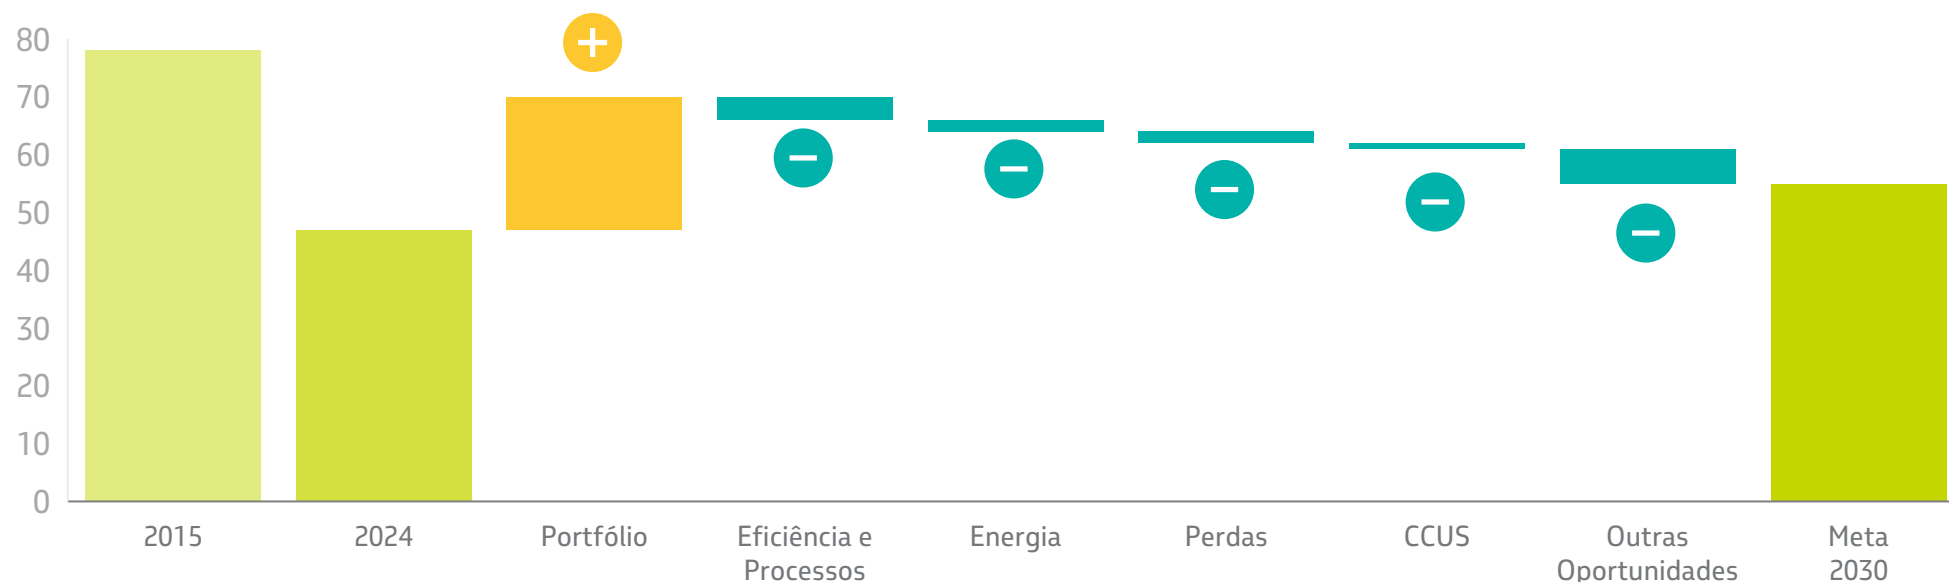 80
70
60
50
40
30
20
10
0
2015
2024
Portfólio
Eficiência e
Processos
Energia
Perdas
CCUS
Outras
Oportunidades
Meta
2030